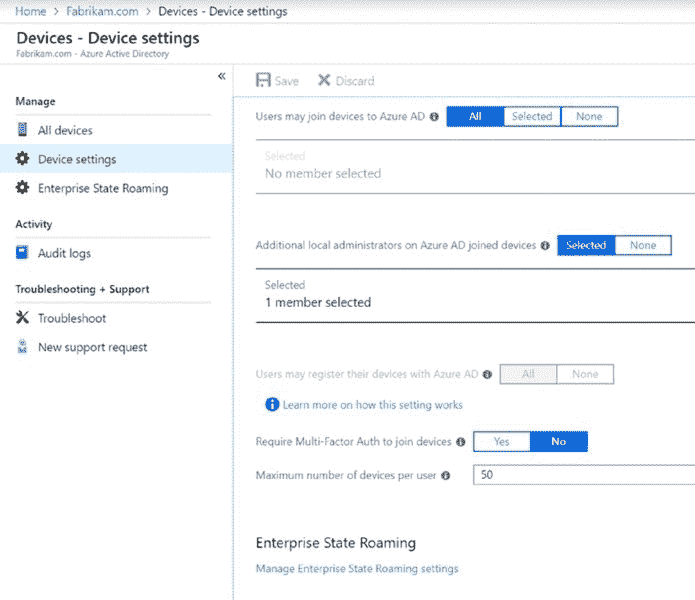 Home > Fabrikam.com > Devices - Device settings
Devices - Device settings
Fabrikam.com - Azure Active Directory
«
Save Discard
Manage
All devices
Device settings
Enterprise State Roaming
Activity
Audit logs
Troubleshooting + Support
Troubleshoot
New support request
Users may join devices to Azure AD All Selected None
Selected
No member selected
Additional local administrators on Azure AD joined devices Selected None
Selected
1 member selected
Users may register their devices with Azure AD All None
Learn more on how this setting works
Require Multi-Factor Auth to join devices Yes No
Maximum number of devices per user 50
Enterprise State Roaming
Manage Enterprise State Roaming settings